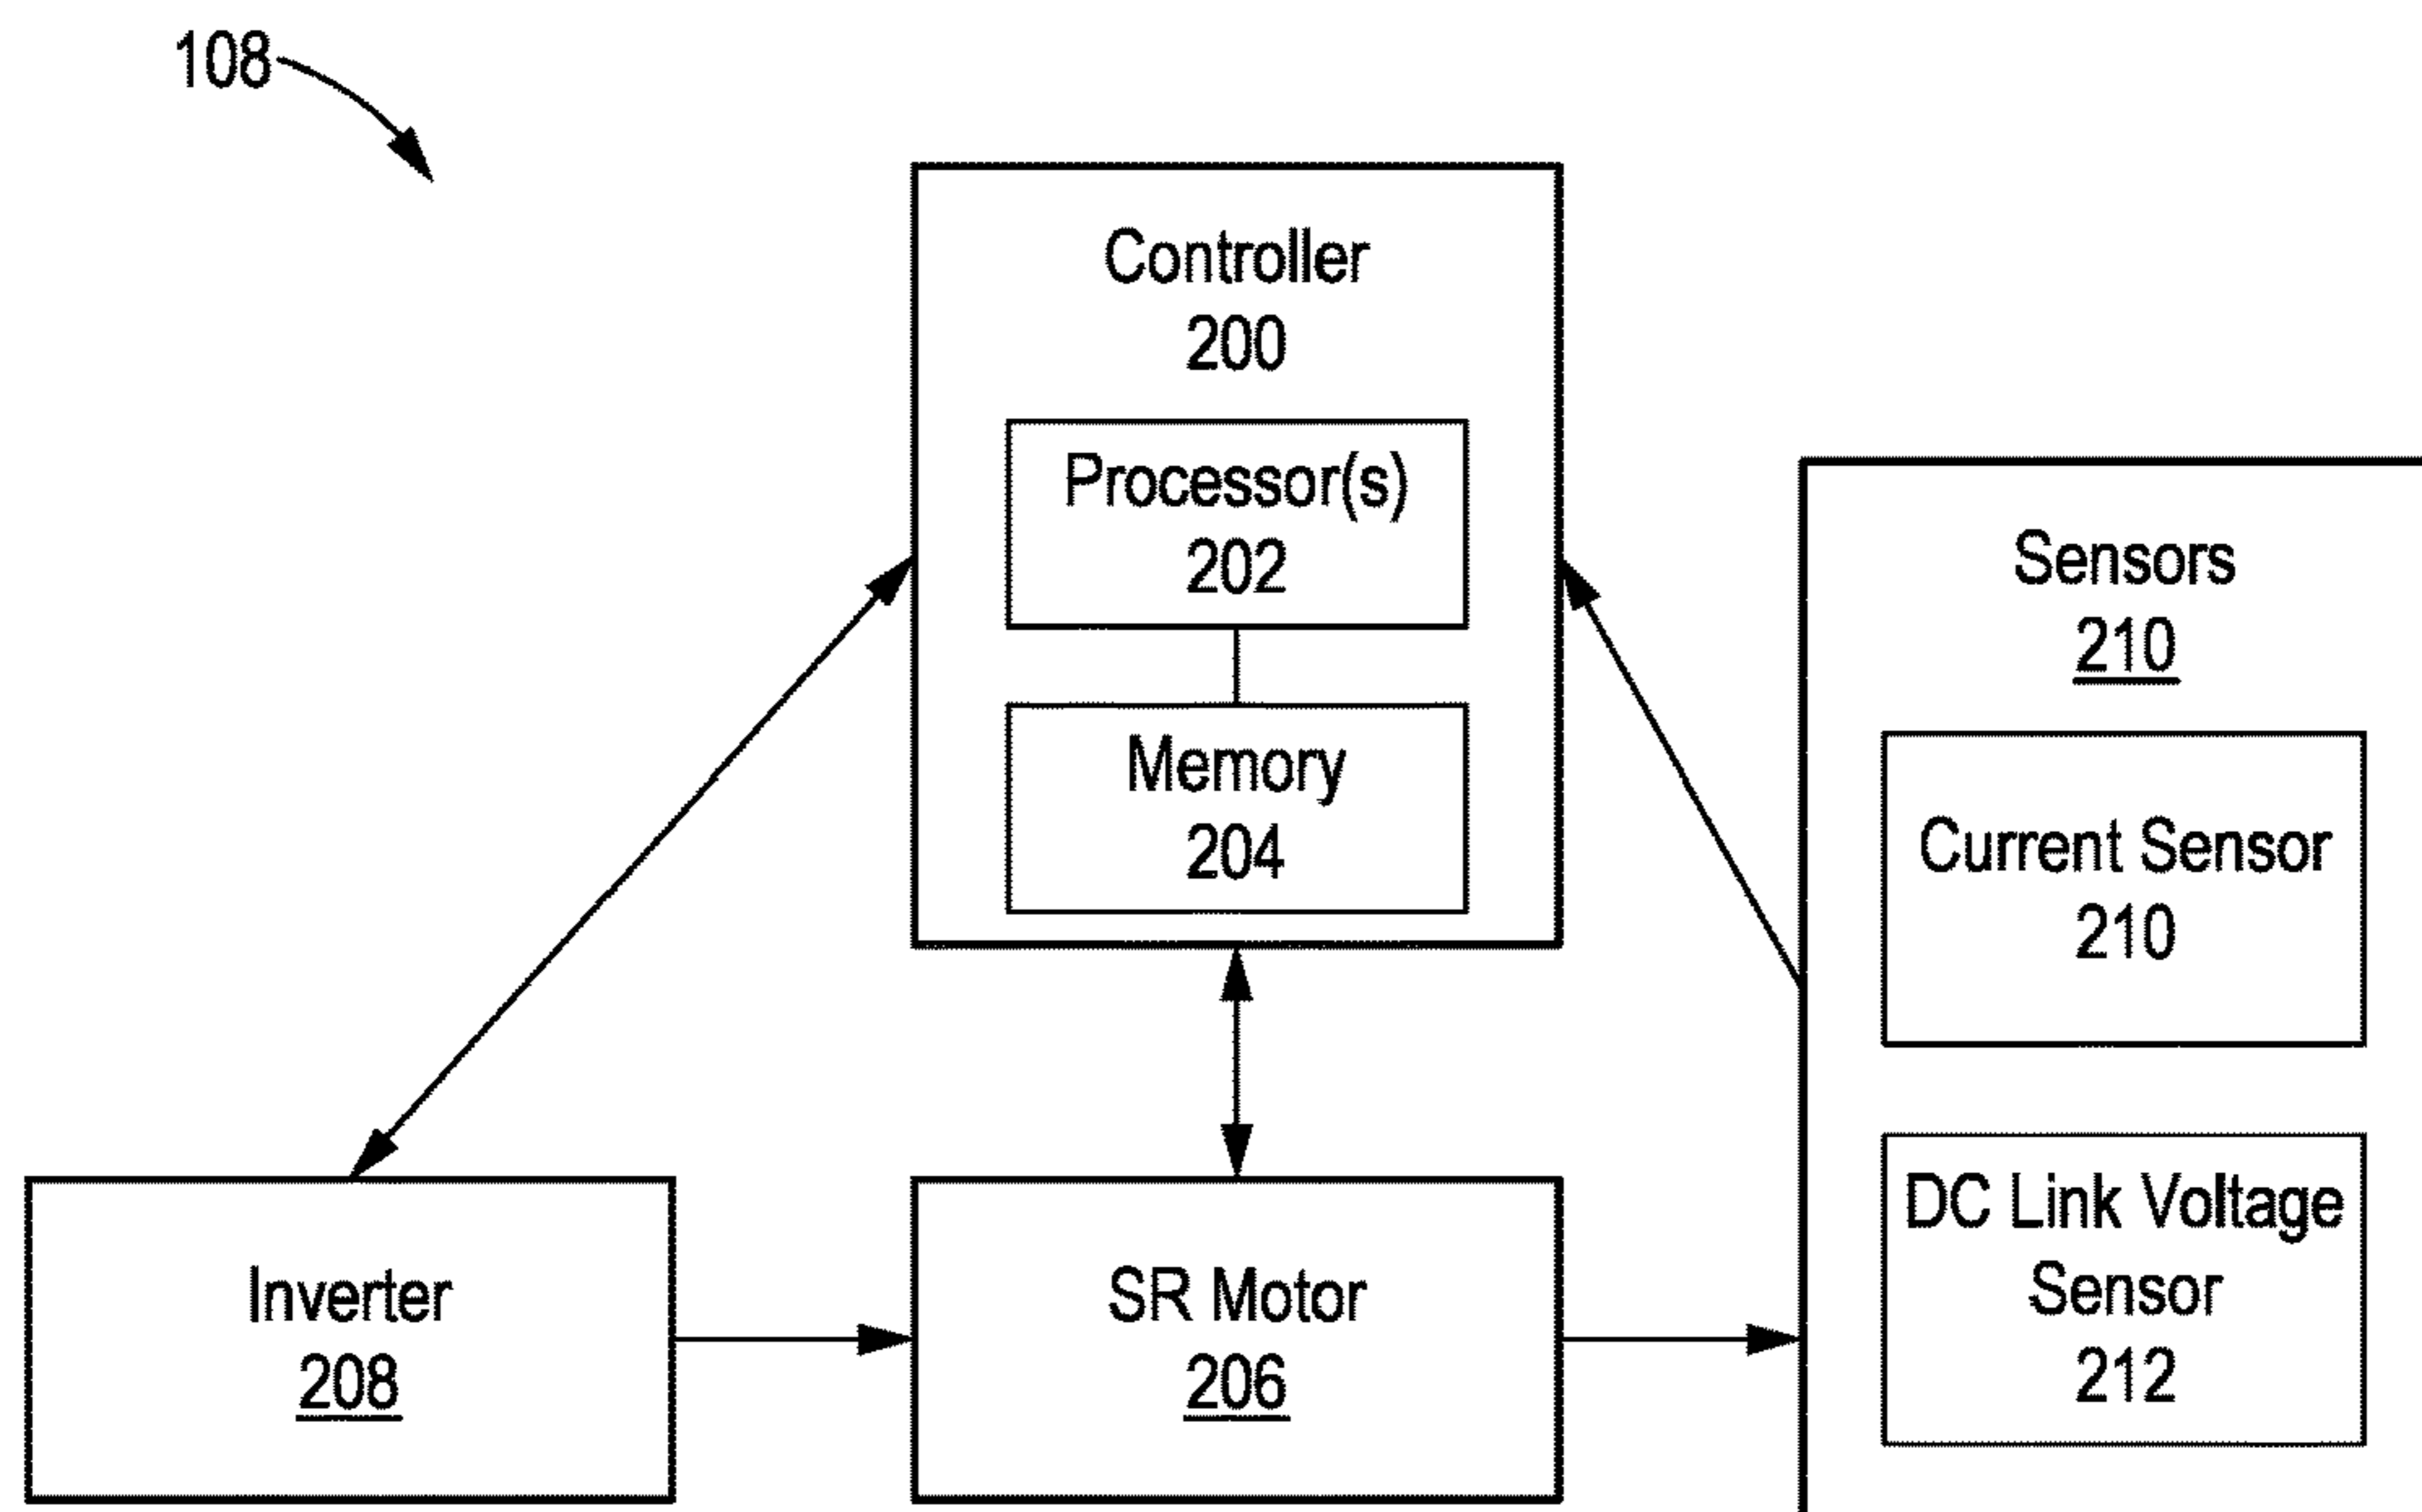 108
Controller
200
Processor(s)
202
Memory
204
Sensors
210
Current Sensor
210
DC Link Voltage
Sensor
212
Inverter
208
SR Motor
206